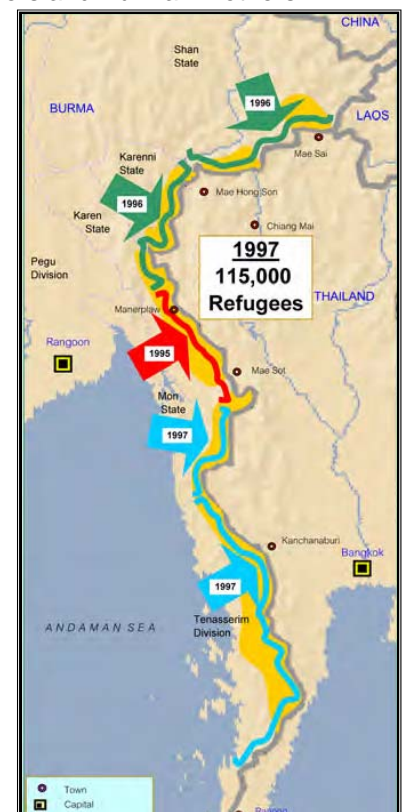 CHINA
Shan
State
1996
BURMA
LAOS
Mae Sai
Karenni
State
Mae Hong Son
1996
Karen
State
Chiang Mai
1997
115,000
Refugees
Pegu
Division
THAILAND
Manerplaw
Rangoon
1995
Mae Sot
Mon
State
1997
Kanchanaburi
Bangkok
1997
Tenasserim
Division
ANDAMAN SEA
Town
Capital